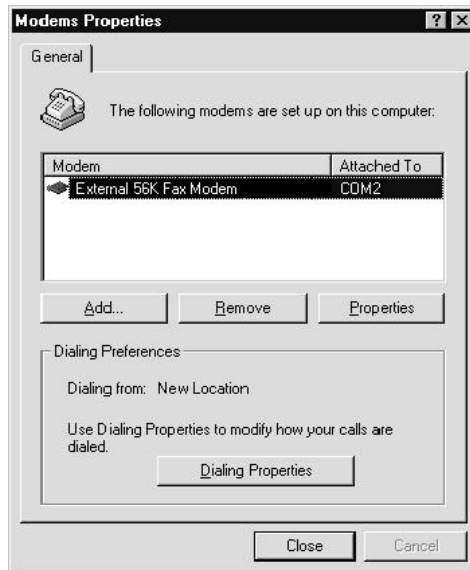 Modems Properties
General
The following modems are set up on this computer:
Modem Attached To
External 56K Fax Modem COM2
Add... Remove Properties
Dialing Preferences
Dialing from: New Location
Use Dialing Properties to modify how your calls are
dialed.
Dialing Properties
Close Cancel